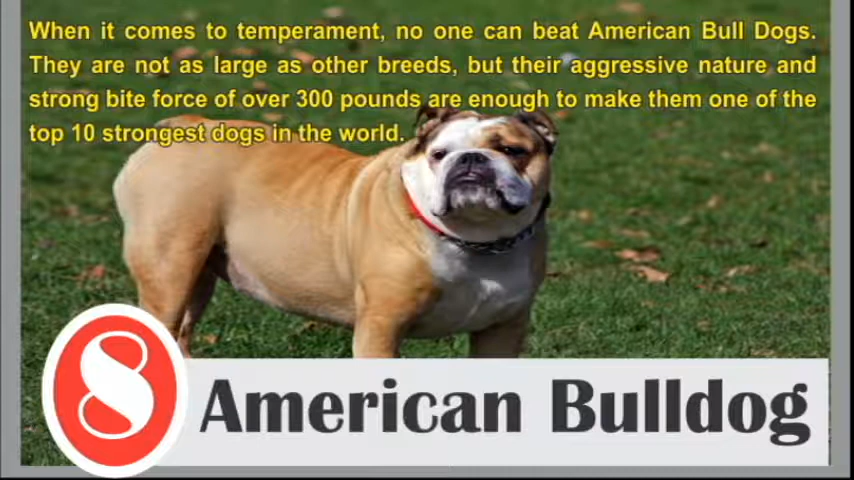 When it comes to temperament, no one can beat American Bull Dogs.
They are not as large as other breeds, but their aggressive nature and
strong bite force of over 300 pounds are enough to make them one of the
top 10 strongest dogs in the world.
8
American Bulldog